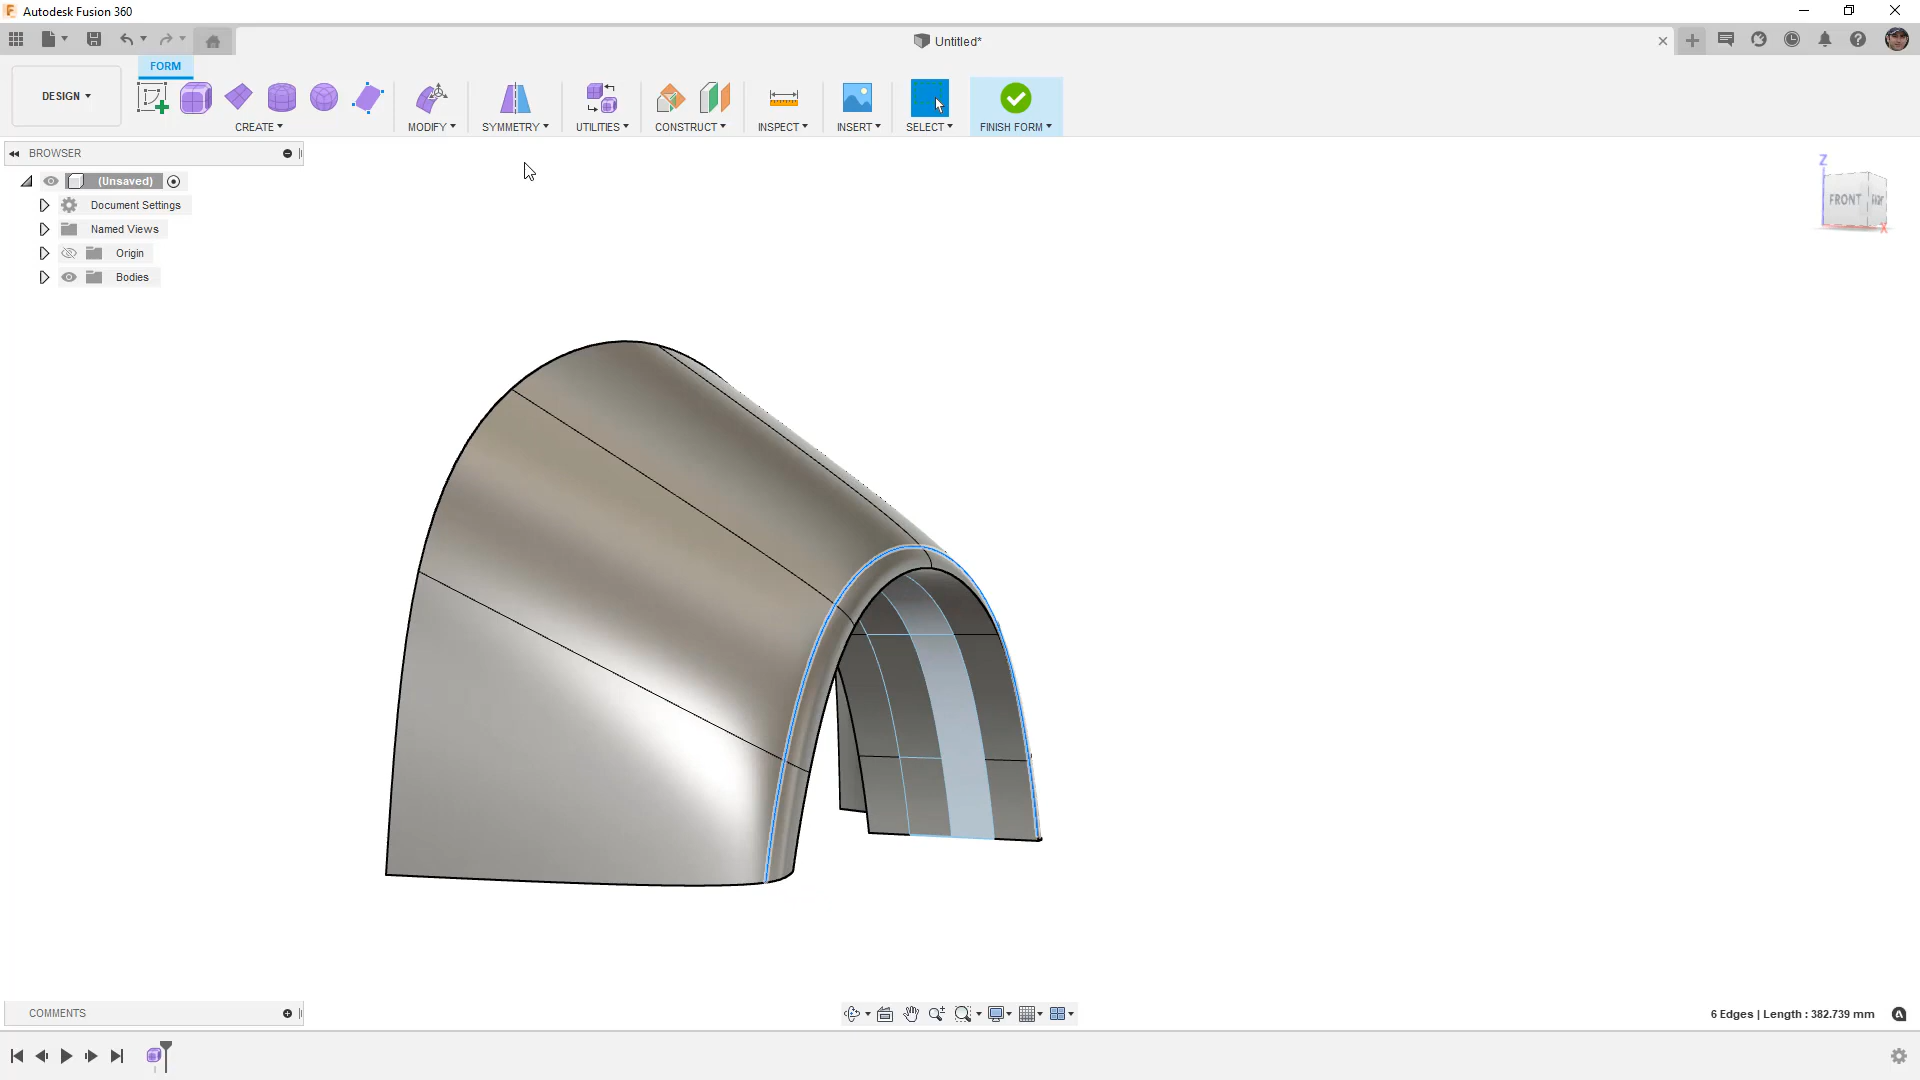 Autodesk Fusion 360
Untitled*
FORM
DESIGN
CREATE
MODIFY
SYMMETRY
UTILITIES
CONSTRUCT
INSPECT
INSERT
SELECT
FINISH FORM
BROWSER
(Unsaved)
Document Settings
Named Views
Origin
Bodies
Z
FRONT
X
COMMENTS
6 Edges | Length : 382.739 mm